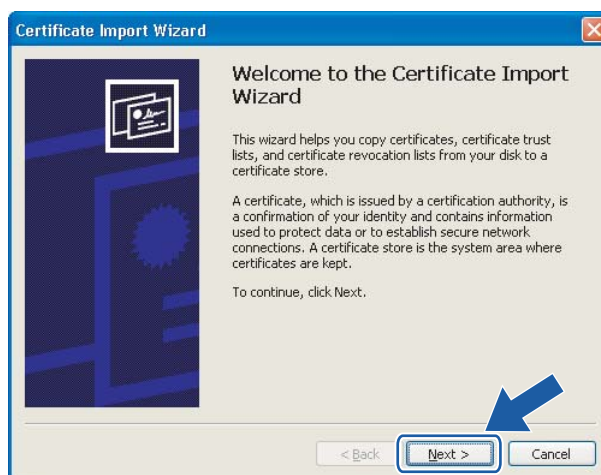 Certificate Import Wizard
Welcome to the Certificate Import
Wizard
This wizard helps you copy certificates, certificate trust
lists, and certificate revocation lists from your disk to a
certificate store.
A certificate, which is issued by a certification authority, is
a confirmation of your identity and contains information
used to protect data or to establish secure network
connections. A certificate store is the system area where
certificates are kept.
To continue, click Next.
< Back Next > Cancel